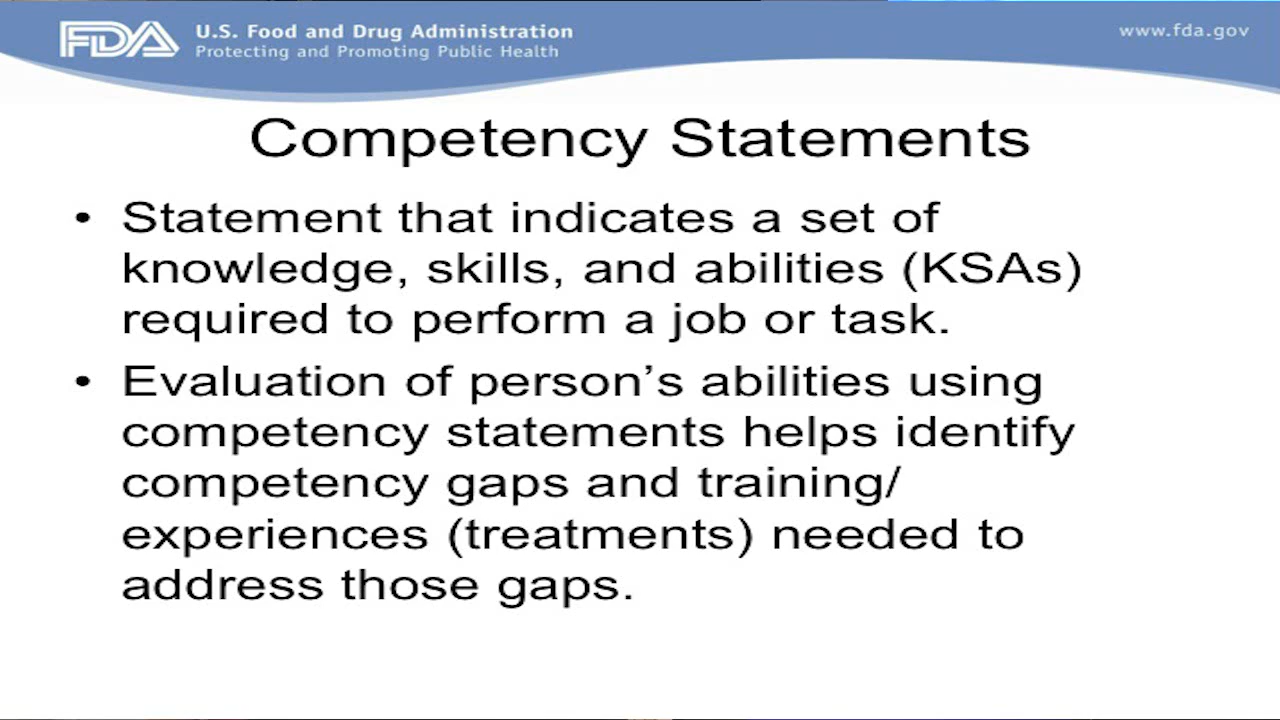 FDA U.S. Food and Drug Administration
Protecting and Promoting Public Health
www.fda.gov
Competency Statements
• Statement that indicates a set of
knowledge, skills, and abilities (KSAs)
required to perform a job or task.
• Evaluation of person’s abilities using
competency statements helps identify
competency gaps and training/
experiences (treatments) needed to
address those gaps.